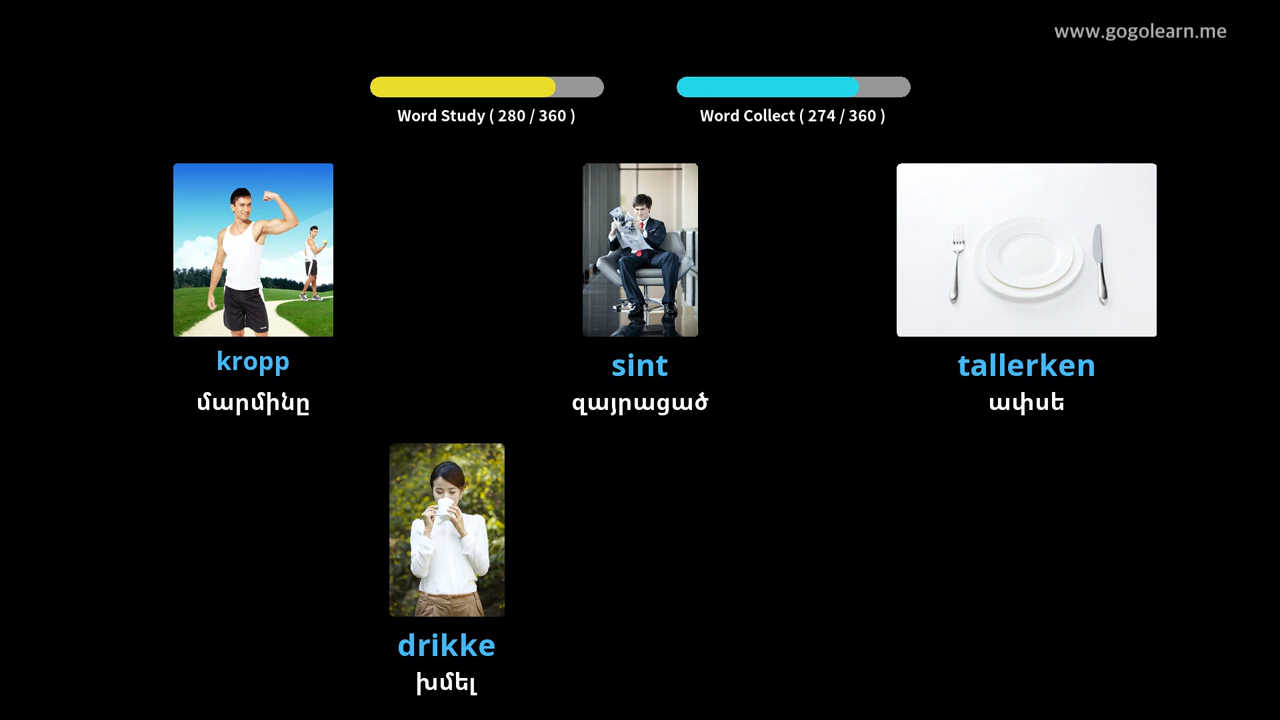 www.gogolearn.me
Word Study ( 280 / 360 )
Word Collect ( 274 / 360 )
kropp
մարմինը
sint
զայրացած
tallerken
ափսե
drikke
խմել